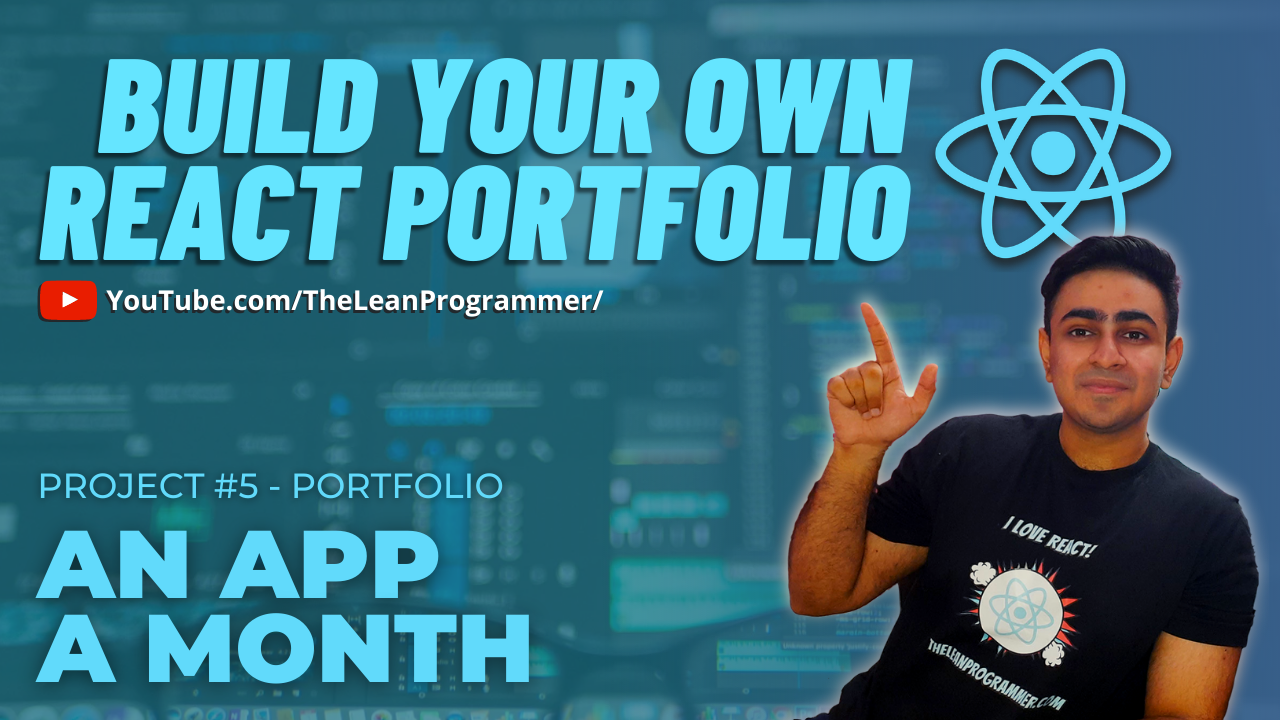 BUILD YOUR OWN
REACT PORTFOLIO
YouTube.com/TheLeanProgrammer/
PROJECT #5 - PORTFOLIO
AN APP
A MONTH
I LOVE REACT!
THELEANPROGRAMMER.COM